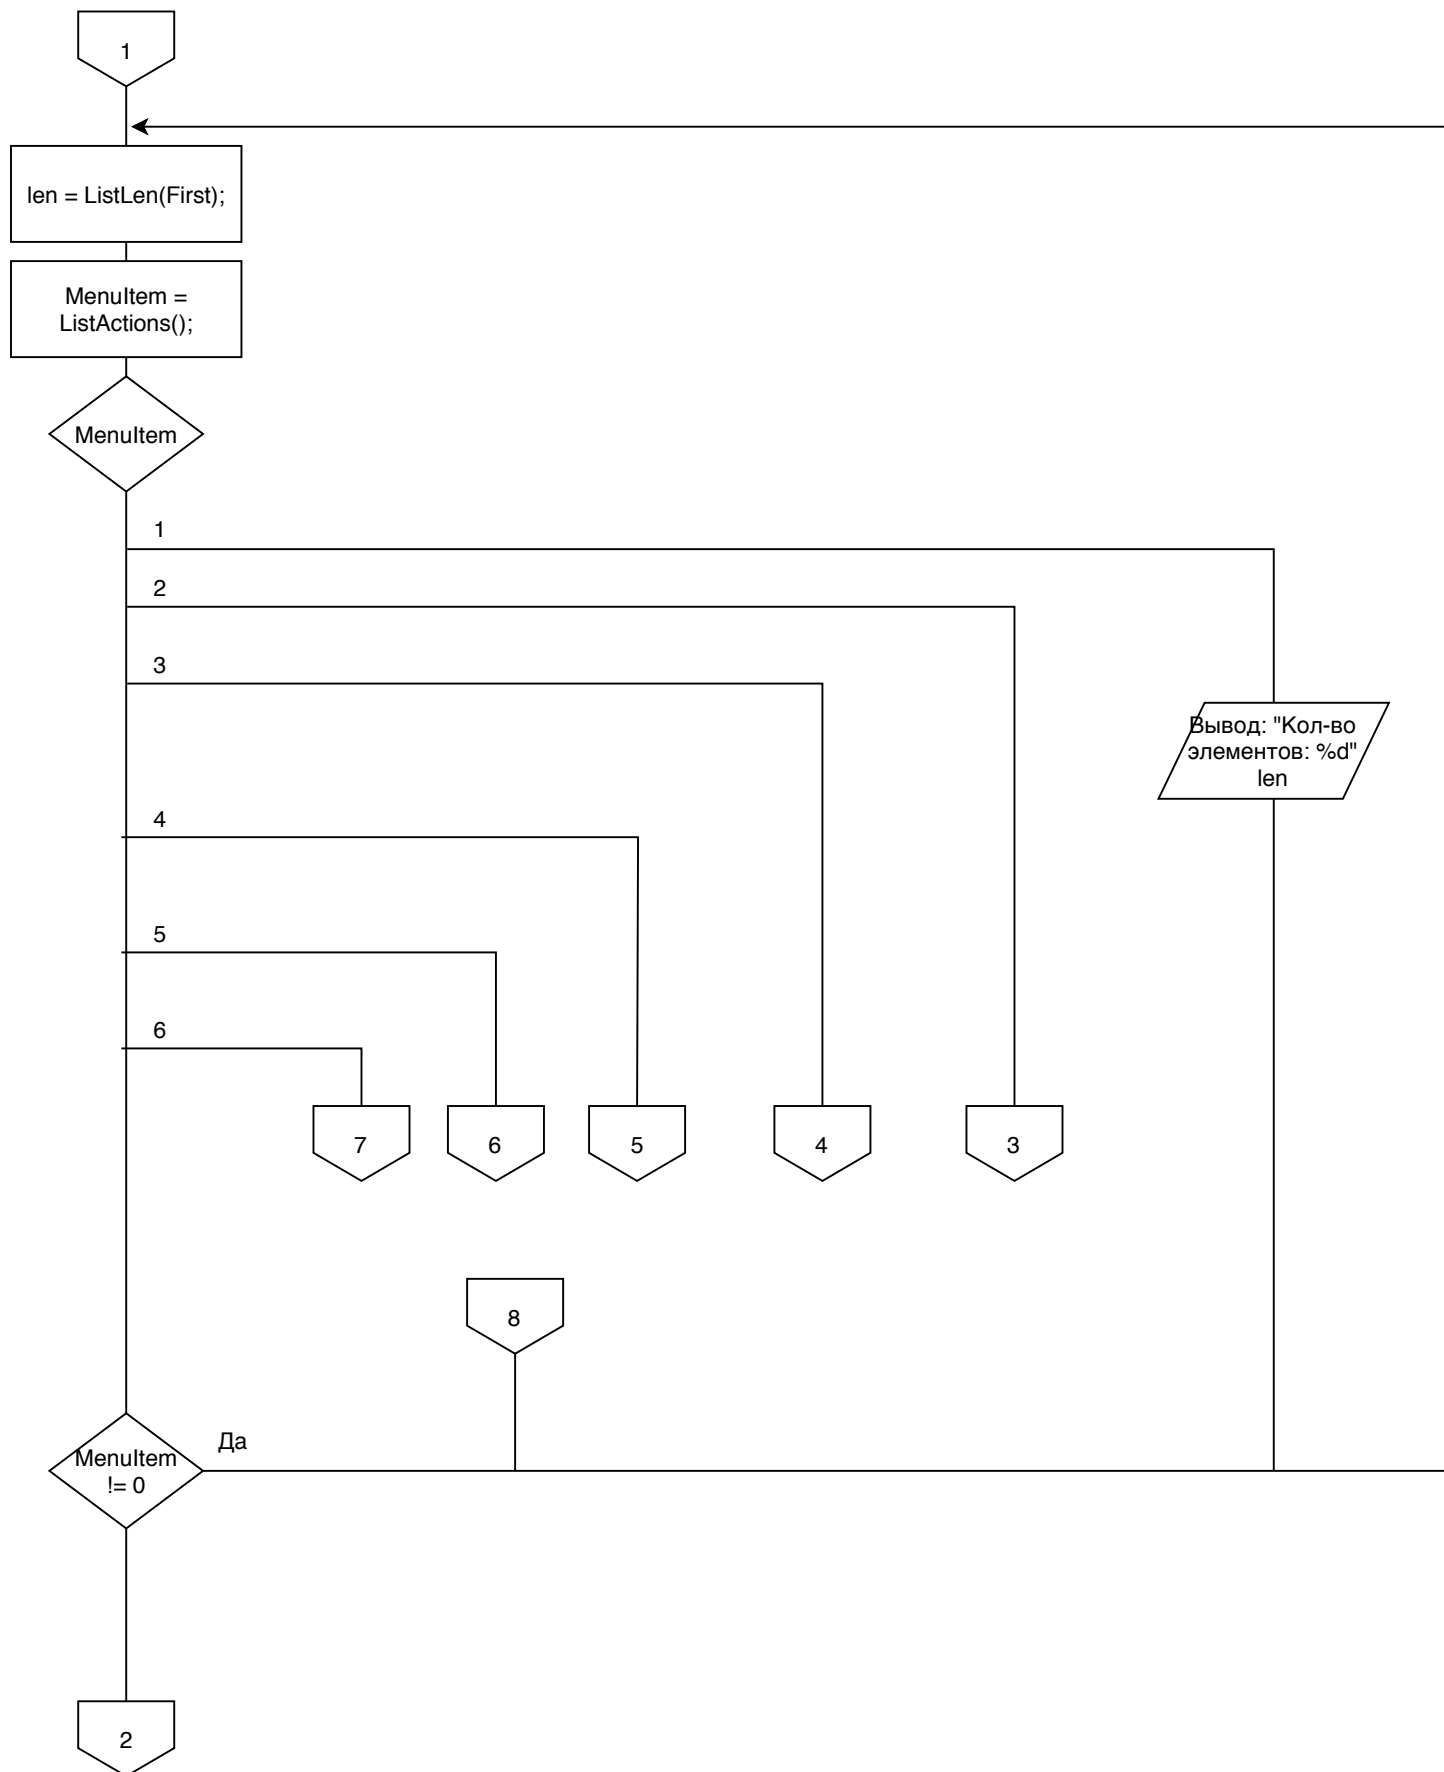 1
len = ListLen(First);
MenuItem =
ListActions();
MenuItem
1
2
3
Вывод: "Кол-во
элементов: %d"
len
4
5
6
7
6
5
4
3
8
Да
MenuItem
!= 0
2